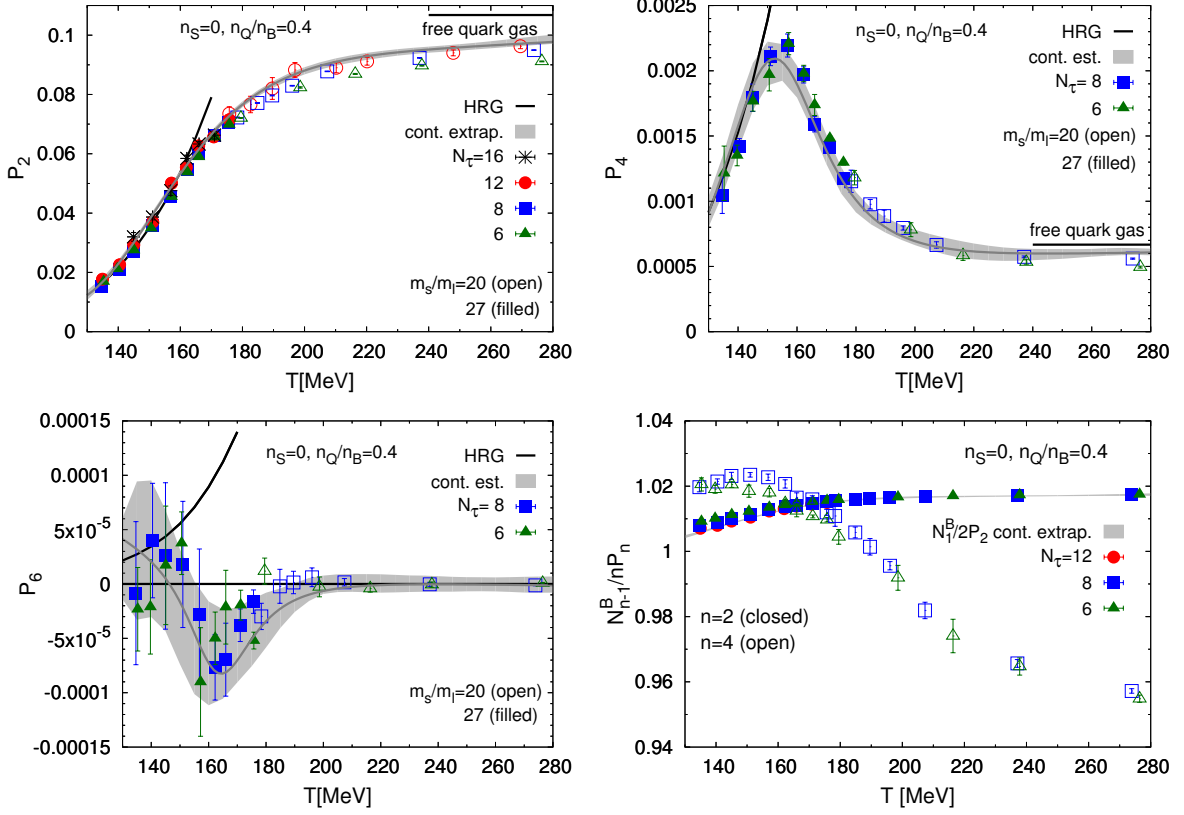 n_S=0, n_Q/n_B=0.4
free quark gas
HRG
cont. extrap.
N_τ=16
12
8
6
m_s/m_l=20 (open)
27 (filled)
P_2
0.1
0.08
0.06
0.04
0.02
0
140 160 180 200 220 240 260 280
T[MeV]
n_S=0, n_Q/n_B=0.4
HRG
cont. est.
N_τ= 8
6
m_s/m_l=20 (open)
27 (filled)
free quark gas
P_4
0.0025
0.002
0.0015
0.001
0.0005
0
140 160 180 200 220 240 260 280
T[MeV]
n_S=0, n_Q/n_B=0.4
HRG
cont. est.
N_τ= 8
6
m_s/m_l=20 (open)
27 (filled)
P_6
0.00015
0.0001
5x10^-5
0
-5x10^-5
-0.0001
-0.00015
140 160 180 200 220 240 260 280
T[MeV]
n_S=0, n_Q/n_B=0.4
N_1^B/2P_2 cont. extrap.
N_τ=12
8
6
n=2 (closed)
n=4 (open)
N_{n-1}^B/nP_n
1.04
1.02
1
0.98
0.96
0.94
140 160 180 200 220 240 260 280
T [MeV]